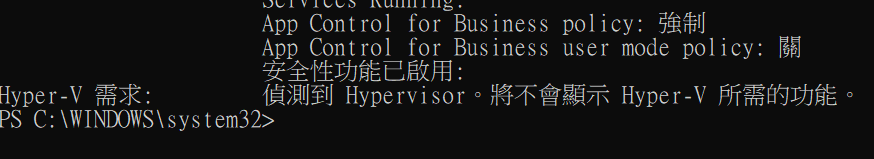 Services Running:
App Control for Business policy: 強制
App Control for Business user mode policy: 關
安全性功能已啟用:
Hyper-V 需求: 偵測到 Hypervisor。將不會顯示 Hyper-V 所需的功能。
PS C:\WINDOWS\system32>